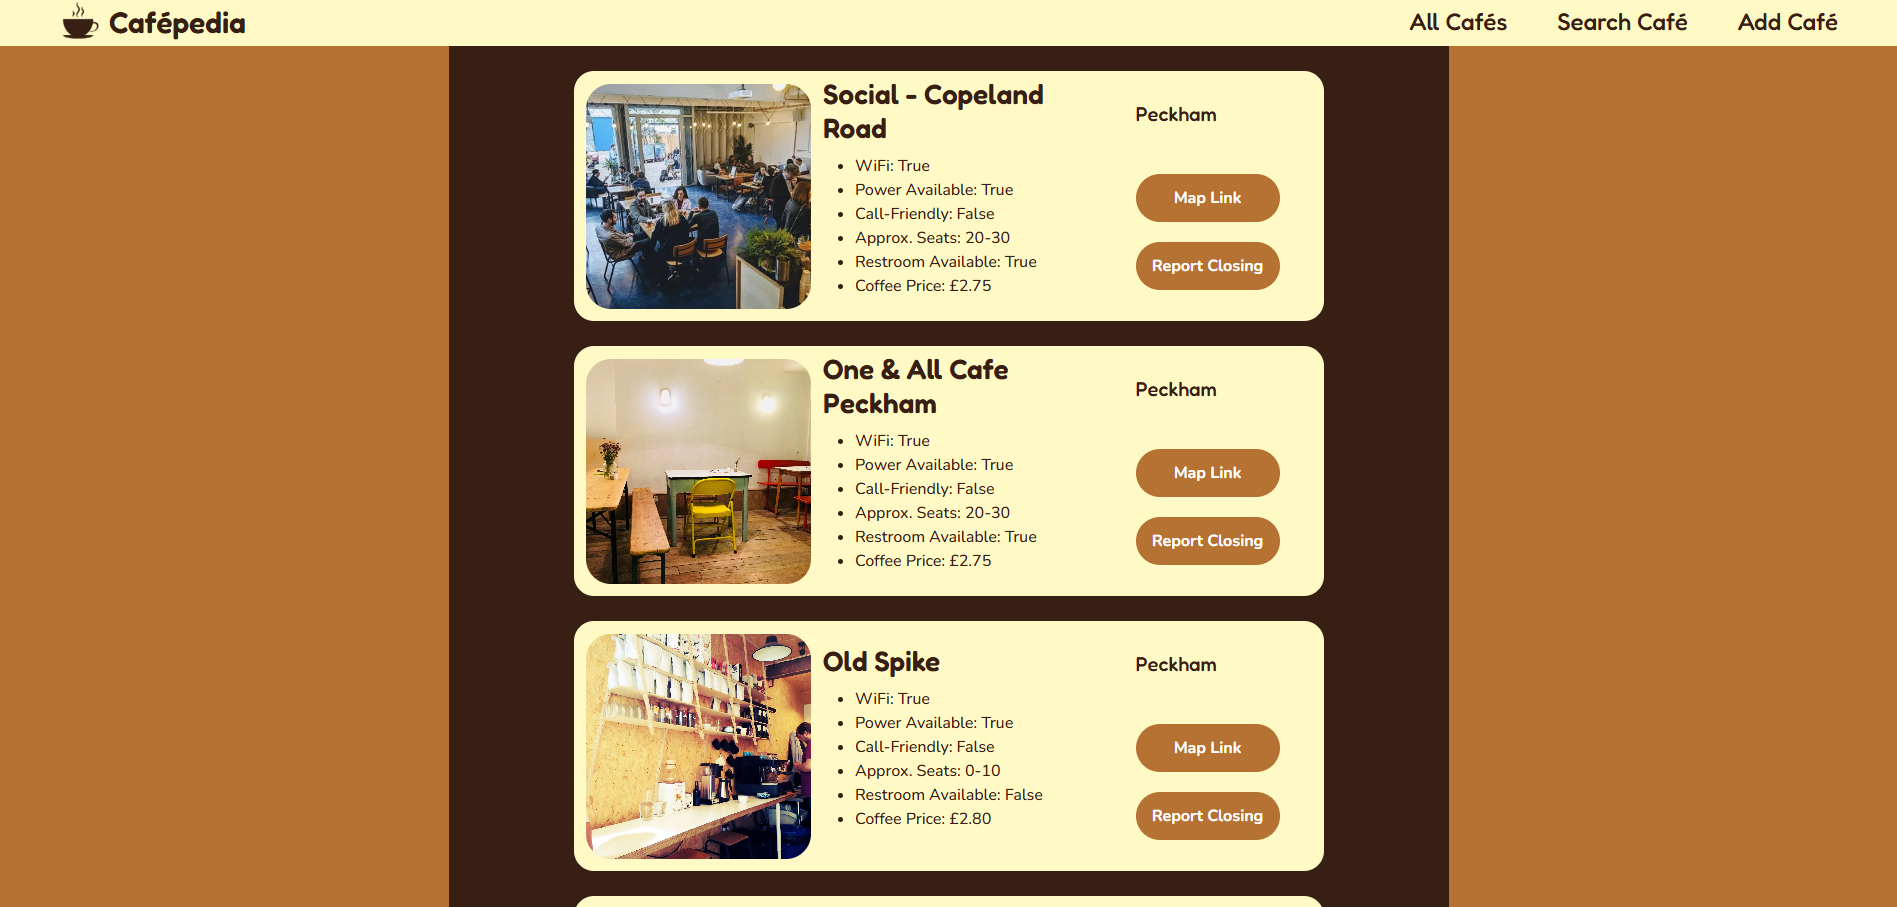 Cafépedia
All Cafés
Search Café
Add Café
Social - Copeland
Road
WiFi: True
Power Available: True
Call-Friendly: False
Approx. Seats: 20-30
Restroom Available: True
Coffee Price: £2.75
Peckham
Map Link
Report Closing
One & All Cafe
Peckham
WiFi: True
Power Available: True
Call-Friendly: False
Approx. Seats: 20-30
Restroom Available: True
Coffee Price: £2.75
Peckham
Map Link
Report Closing
Old Spike
WiFi: True
Power Available: True
Call-Friendly: False
Approx. Seats: 0-10
Restroom Available: False
Coffee Price: £2.80
Peckham
Map Link
Report Closing